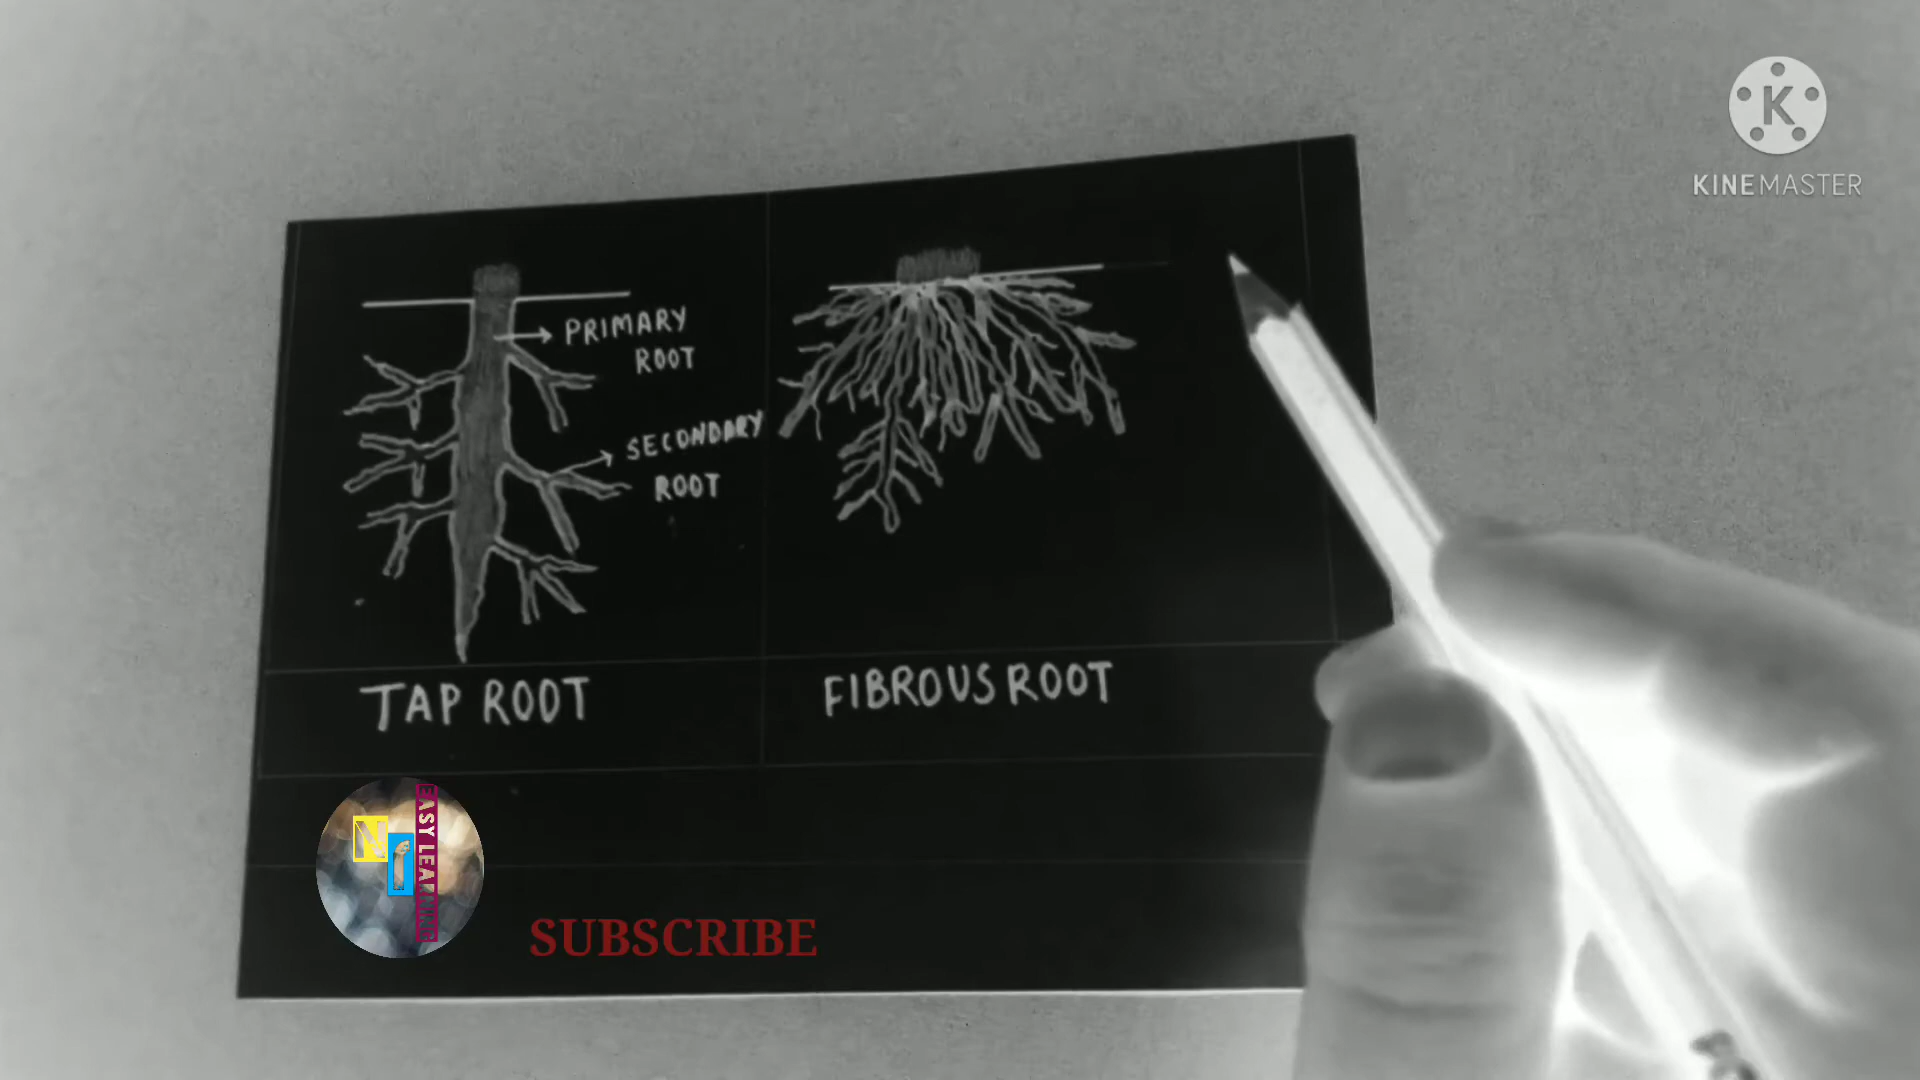 K
KINEMASTER
PRIMARY
ROOT
SECONDARY
ROOT
TAP ROOT
FIBROUS ROOT
N
r
EASY LEARNING
SUBSCRIBE